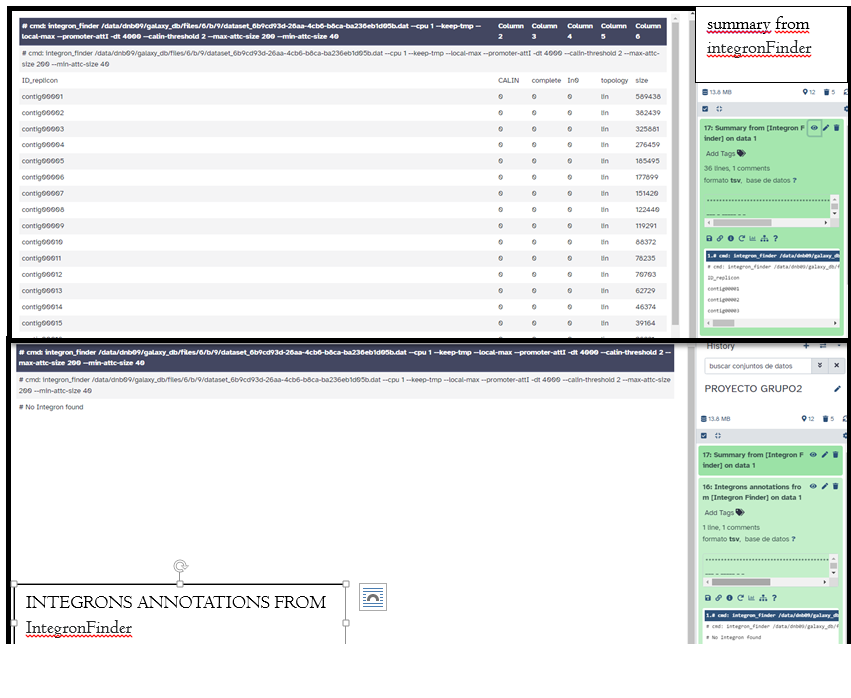 # cmd: integron_finder /data/dnb09/galaxy_db/files/6/b/9/dataset_6b9cd93d-26aa-4cb6-b8ca-ba236eb1d05b.dat --cpu 1 --keep-tmp --local-max --promoter-attI -dt 4000 --calin-threshold 2 --max-attc-size 200 --min-attc-size 40 Column 2 Column 3 Column 4 Column 5 Column 6
# cmd: integron_finder /data/dnb09/galaxy_db/files/6/b/9/dataset_6b9cd93d-26aa-4cb6-b8ca-ba236eb1d05b.dat --cpu 1 --keep-tmp --local-max --promoter-attI -dt 4000 --calin-threshold 2 --max-attc-
size 200 --min-attc-size 40
ID_replicon CALIN complete In0 topology size
contig00001 0 0 0 lin 589438
contig00002 0 0 0 lin 382439
contig00003 0 0 0 lin 325881
contig00004 0 0 0 lin 276459
contig00005 0 0 0 lin 185495
contig00006 0 0 0 lin 177899
contig00007 0 0 0 lin 151420
contig00008 0 0 0 lin 122440
contig00009 0 0 0 lin 119291
contig00010 0 0 0 lin 88372
contig00011 0 0 0 lin 78235
contig00012 0 0 0 lin 70703
contig00013 0 0 0 lin 62729
contig00014 0 0 0 lin 46374
contig00015 0 0 0 lin 39164
summary from
integronFinder
13.8 MB 12 5
17: Summary from [Integron F
inder] on data 1
Add Tags
36 lines, 1 comments
formato tsv, base de datos ?
1.# cmd: integron_finder /data/dnb09/galaxy_db
# cmd: integron_finder /data/dnb09/galaxy_db/f
ID_replicon
contig00001
contig00002
contig00003
# cmd: integron_finder /data/dnb09/galaxy_db/files/6/b/9/dataset_6b9cd93d-26aa-4cb6-b8ca-ba236eb1d05b.dat --cpu 1 --keep-tmp --local-max --promoter-attI -dt 4000 --calin-threshold 2 --
max-attc-size 200 --min-attc-size 40
# cmd: integron_finder /data/dnb09/galaxy_db/files/6/b/9/dataset_6b9cd93d-26aa-4cb6-b8ca-ba236eb1d05b.dat --cpu 1 --keep-tmp --local-max --promoter-attI -dt 4000 --calin-threshold 2 --max-attc-size
200 --min-attc-size 40
# No Integron found
INTEGRONS ANNOTATIONS FROM
IntegronFinder
History
buscar conjuntos de datos
PROYECTO GRUPO2
13.8 MB 12 5
17: Summary from [Integron F
inder] on data 1
16: Integrons annotations fro
m [Integron Finder] on data 1
Add Tags
1 line, 1 comments
formato tsv, base de datos ?
1.# cmd: integron_finder /data/dnb09/galaxy_db
# cmd: integron_finder /data/dnb09/galaxy_db/f
# No Integron found